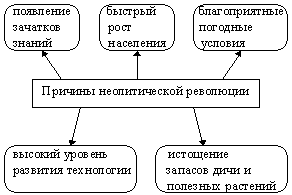 появление
зачатков
знаний
быстрый
рост
населения
благоприятные
погодные
условия
Причины неолитической революции
высокий уровень
развития технологии
истощение
запасов дичи и
полезных растений